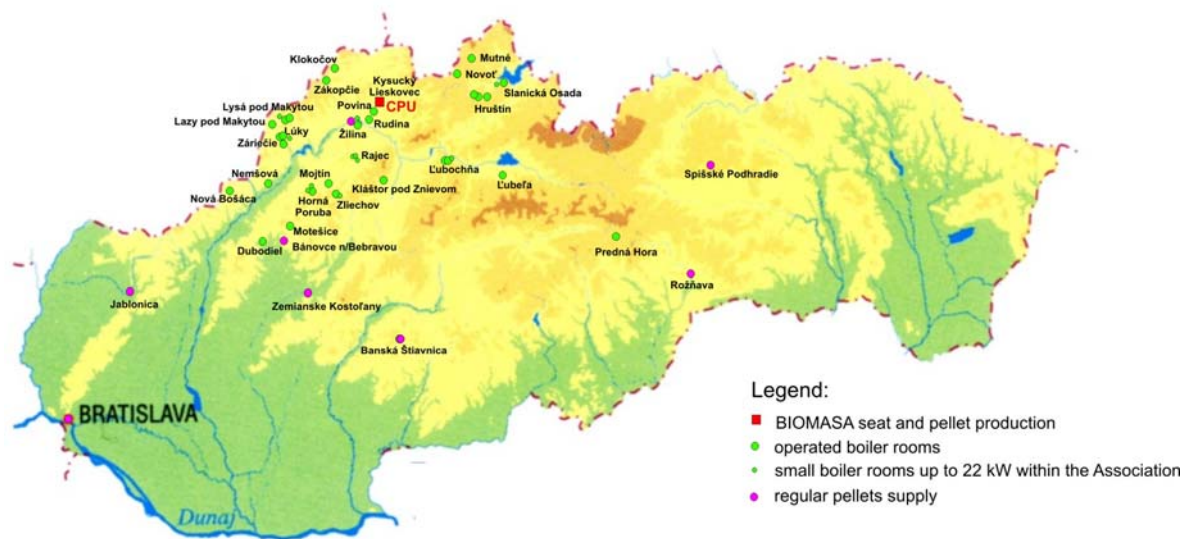 Mutné
Klokočov
Novoť
Kysucký
Lieskovec
Slanická Osada
Zákopčie
CPU
Hruštín
Lysá pod Makytou
Povina
Lazy pod Makytou
Rudina
Lúky
Žilina
Záriečie
Rajec
Ľubochňa
Spišské Podhradie
Nemšová
Mojtín
Kláštor pod Znievom
Ľubeľa
Nová Bošáca
Horná
Poruba
Zliechov
Motešice
Dubodiel
Bánovce n/Bebravou
Predná Hora
Rožňava
Jablonica
Zemianske Kostoľany
Banská Štiavnica
BRATISLAVA
Dunaj
Legend:
BIOMASA seat and pellet production
operated boiler rooms
small boiler rooms up to 22 kW within the Association
regular pellets supply